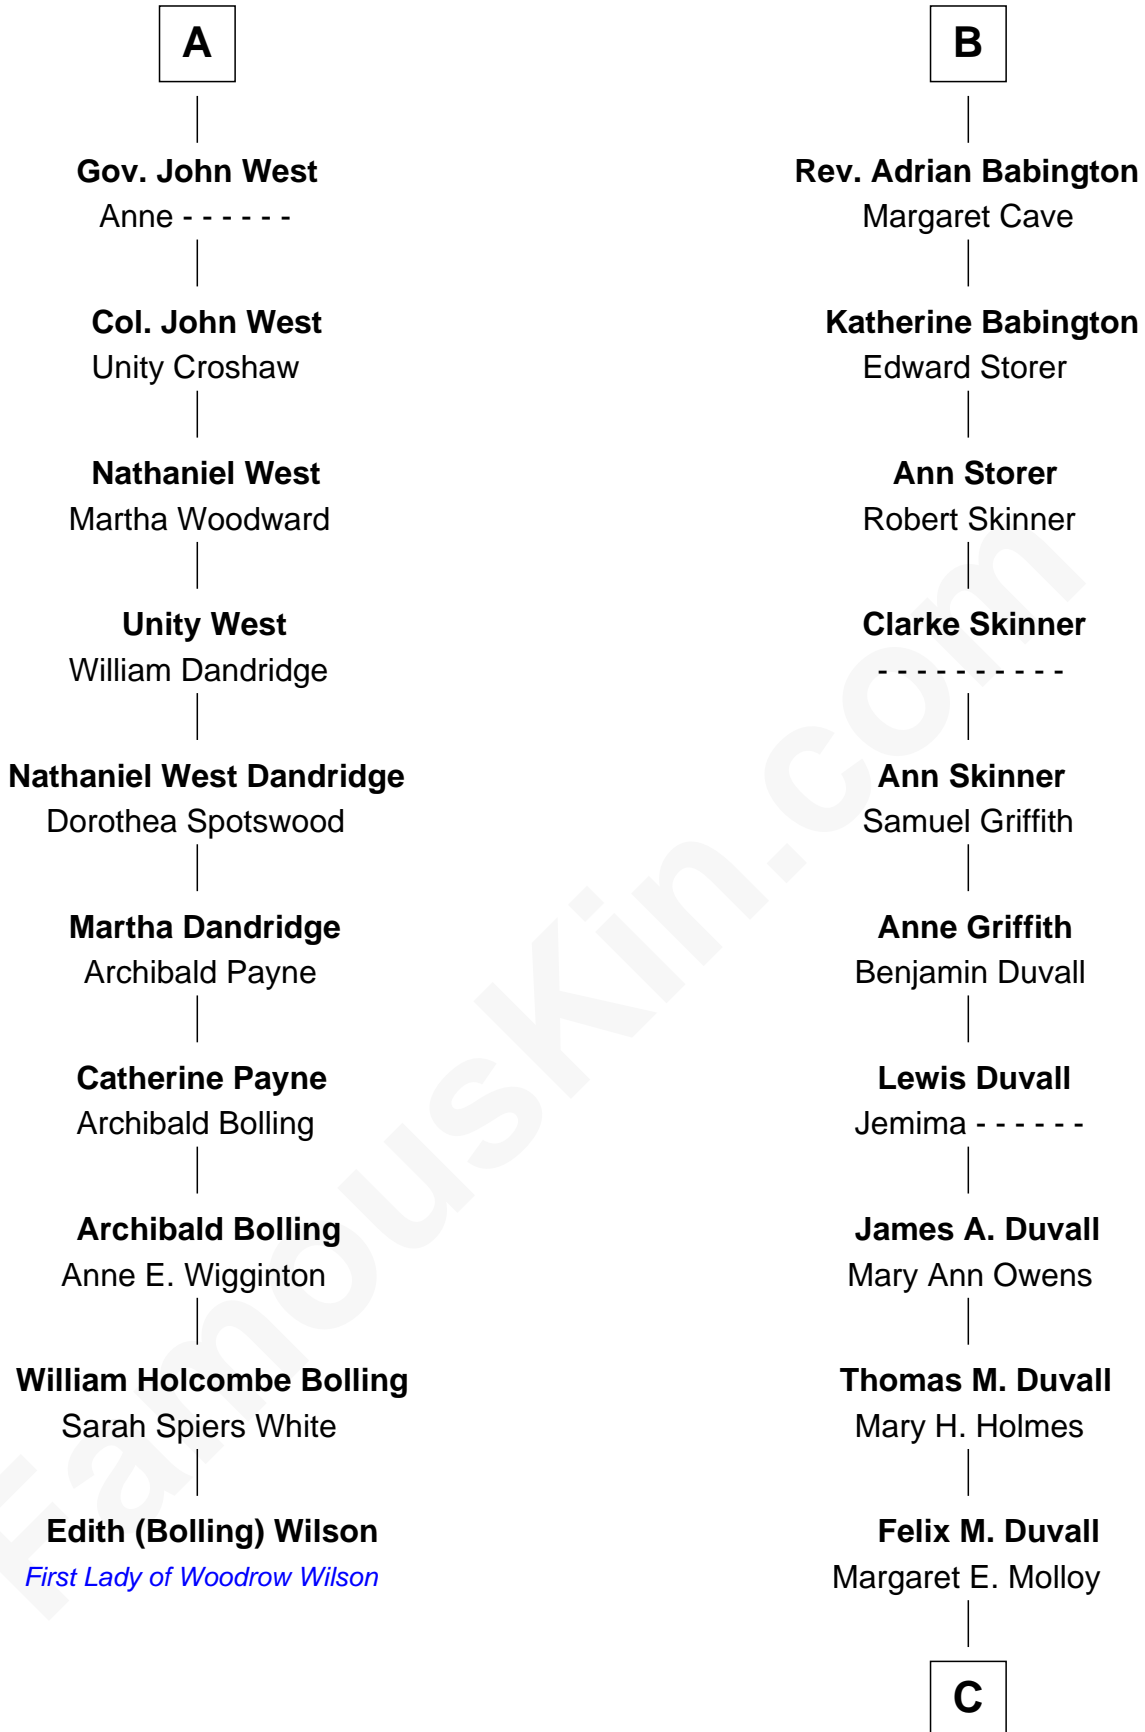 A
Gov. John West
Anne - - - - - -
Col. John West
Unity Croshaw
Nathaniel West
Martha Woodward
Unity West
William Dandridge
Nathaniel West Dandridge
Dorothea Spotswood
Martha Dandridge
Archibald Payne
Catherine Payne
Archibald Bolling
Archibald Bolling
Anne E. Wigginton
William Holcombe Bolling
Sarah Spiers White
Edith (Bolling) Wilson
First Lady of Woodrow Wilson
B
Rev. Adrian Babington
Margaret Cave
Katherine Babington
Edward Storer
Ann Storer
Robert Skinner
Clarke Skinner
- - - - - - - - - -
Ann Skinner
Samuel Griffith
Anne Griffith
Benjamin Duvall
Lewis Duvall
Jemima - - - - - -
James A. Duvall
Mary Ann Owens
Thomas M. Duvall
Mary H. Holmes
Felix M. Duvall
Margaret E. Molloy
C
FamousKin.com